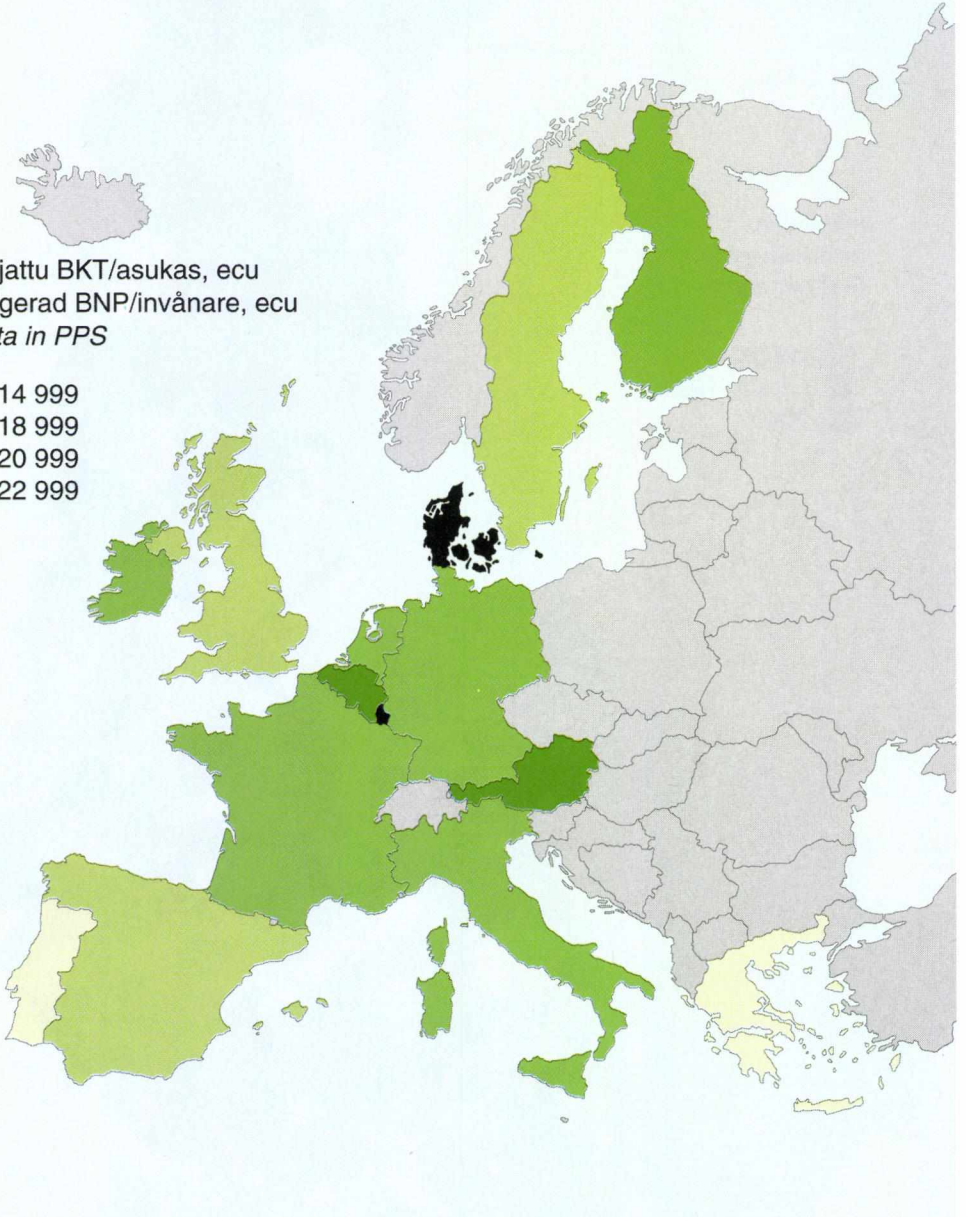 jattu BKT/asukas, ecu
gerad BNP/invånare, ecu
ta in PPS
14 999
18 999
20 999
22 999